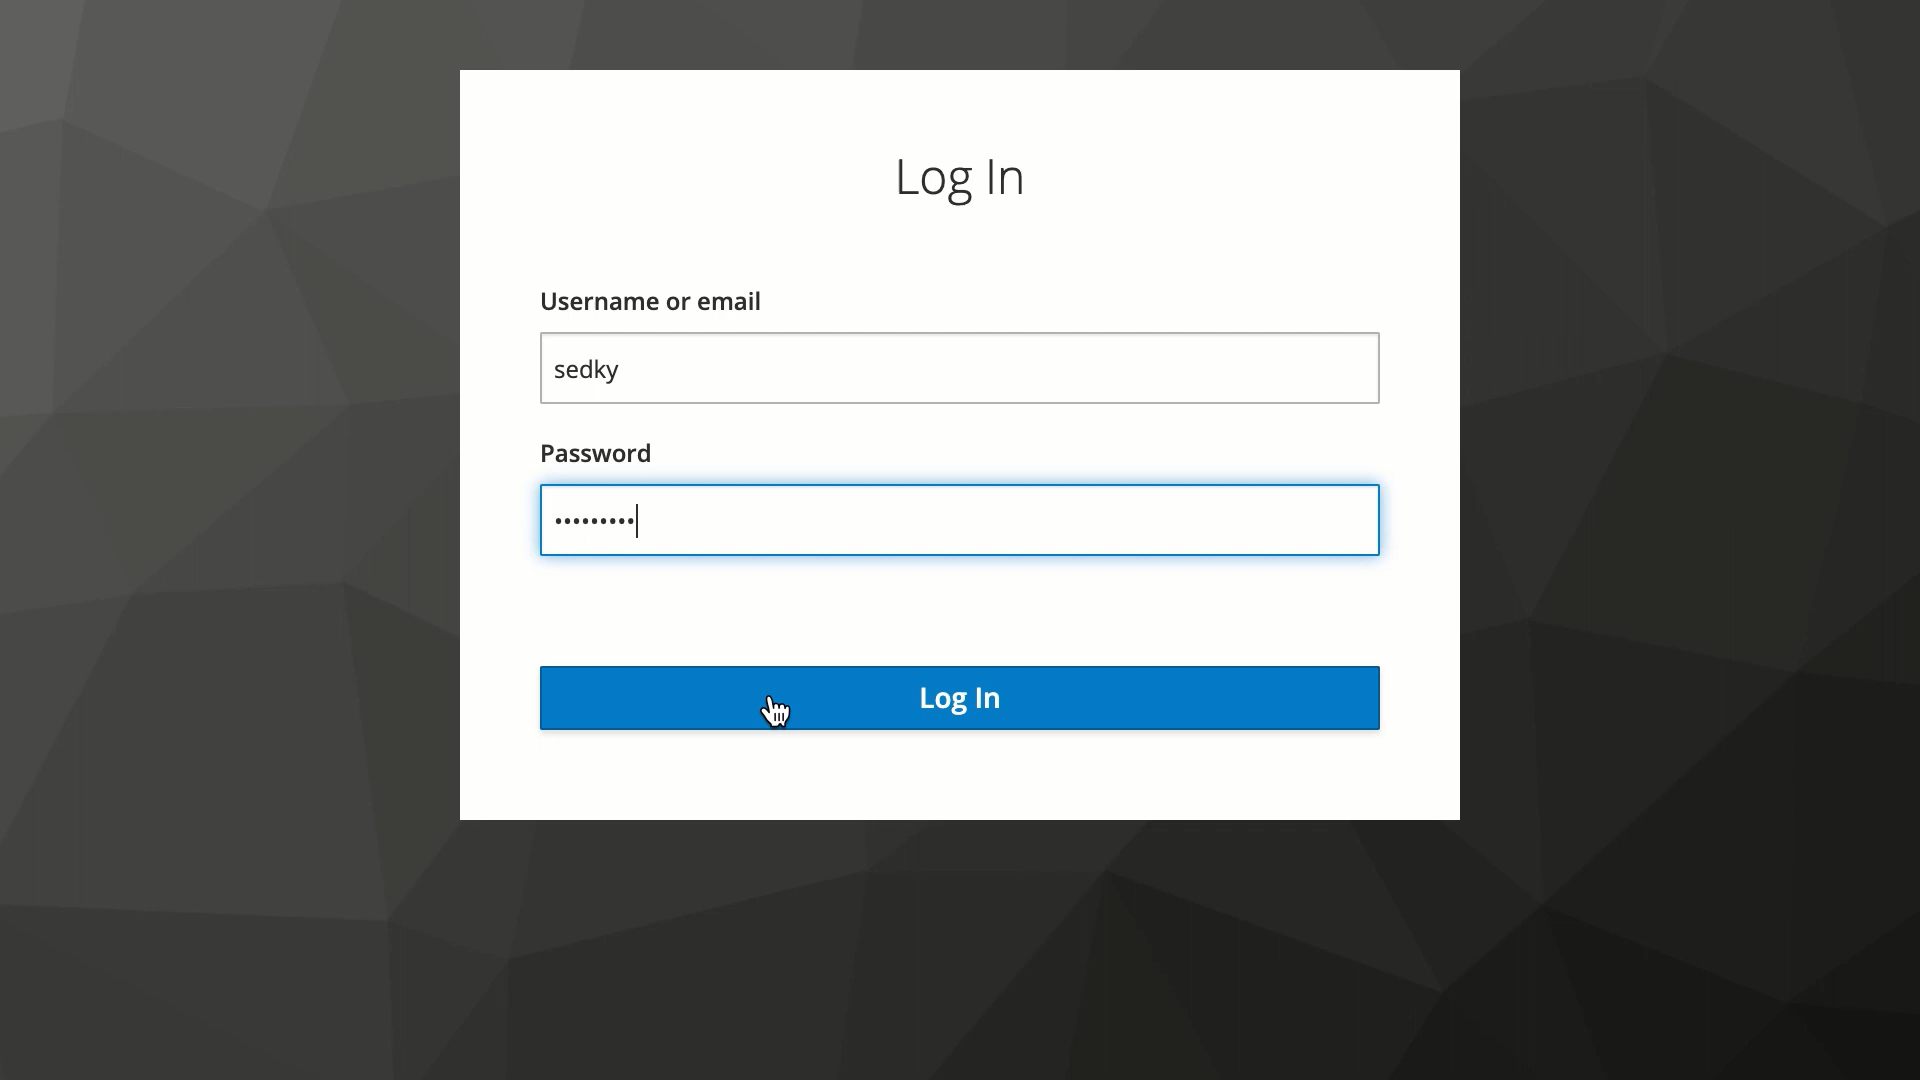 Log In
Username or email
sedky
Password
•••••••••
Log In